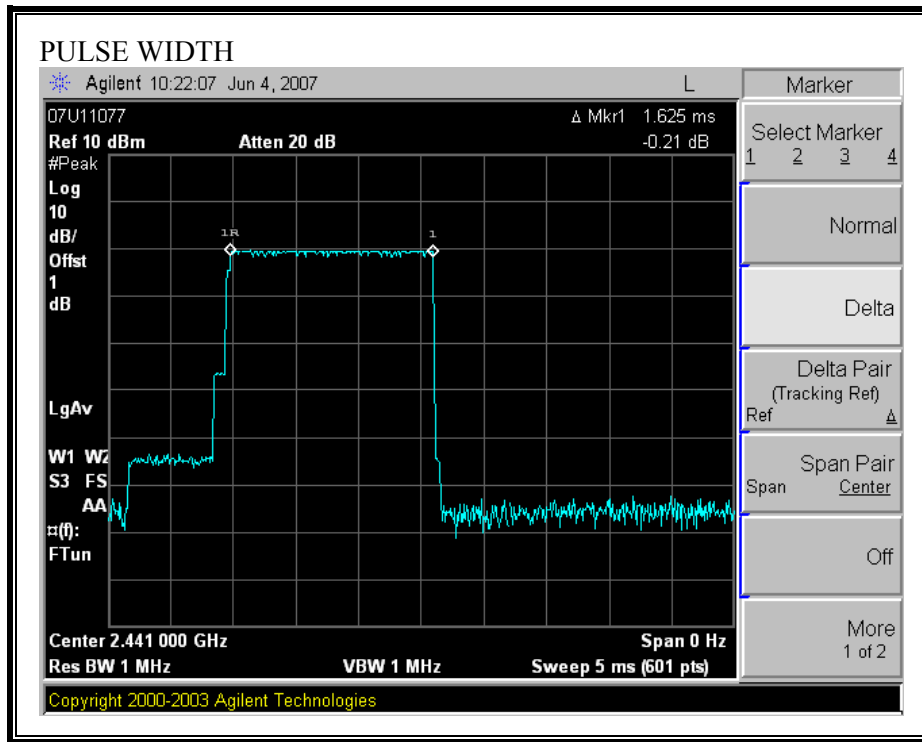 PULSE WIDTH
Agilent 10:22:07 Jun 4, 2007 L
Marker
07U11077
Δ Mkr1 1.625 ms
Ref 10 dBm Atten 20 dB -0.21 dB
#Peak
Log
10
dB/
Offst
1
dB
1R
1
LgAv
W1 W2
S3 FS
AA
¤(f):
FTun
Center 2.441 000 GHz Span 0 Hz
Res BW 1 MHz VBW 1 MHz Sweep 5 ms (601 pts)
Copyright 2000-2003 Agilent Technologies
Select Marker
1 2 3 4
Normal
Delta
Delta Pair
(Tracking Ref)
Ref Δ
Span Pair
Span Center
Off
More
1 of 2